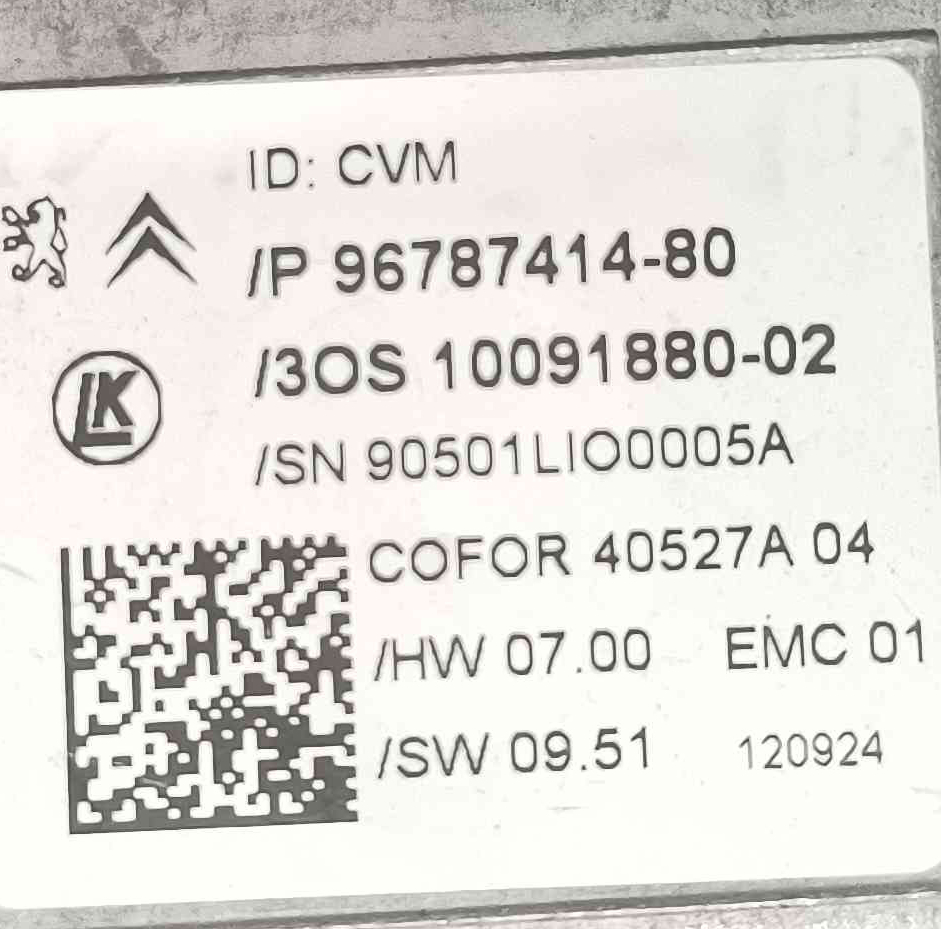 ID: CVM
/P 96787414-80
/3OS 10091880-02
LK
/SN 90501LIO0005A
COFOR 40527A 04
/HW 07.00 EMC 01
/SW 09.51 120924